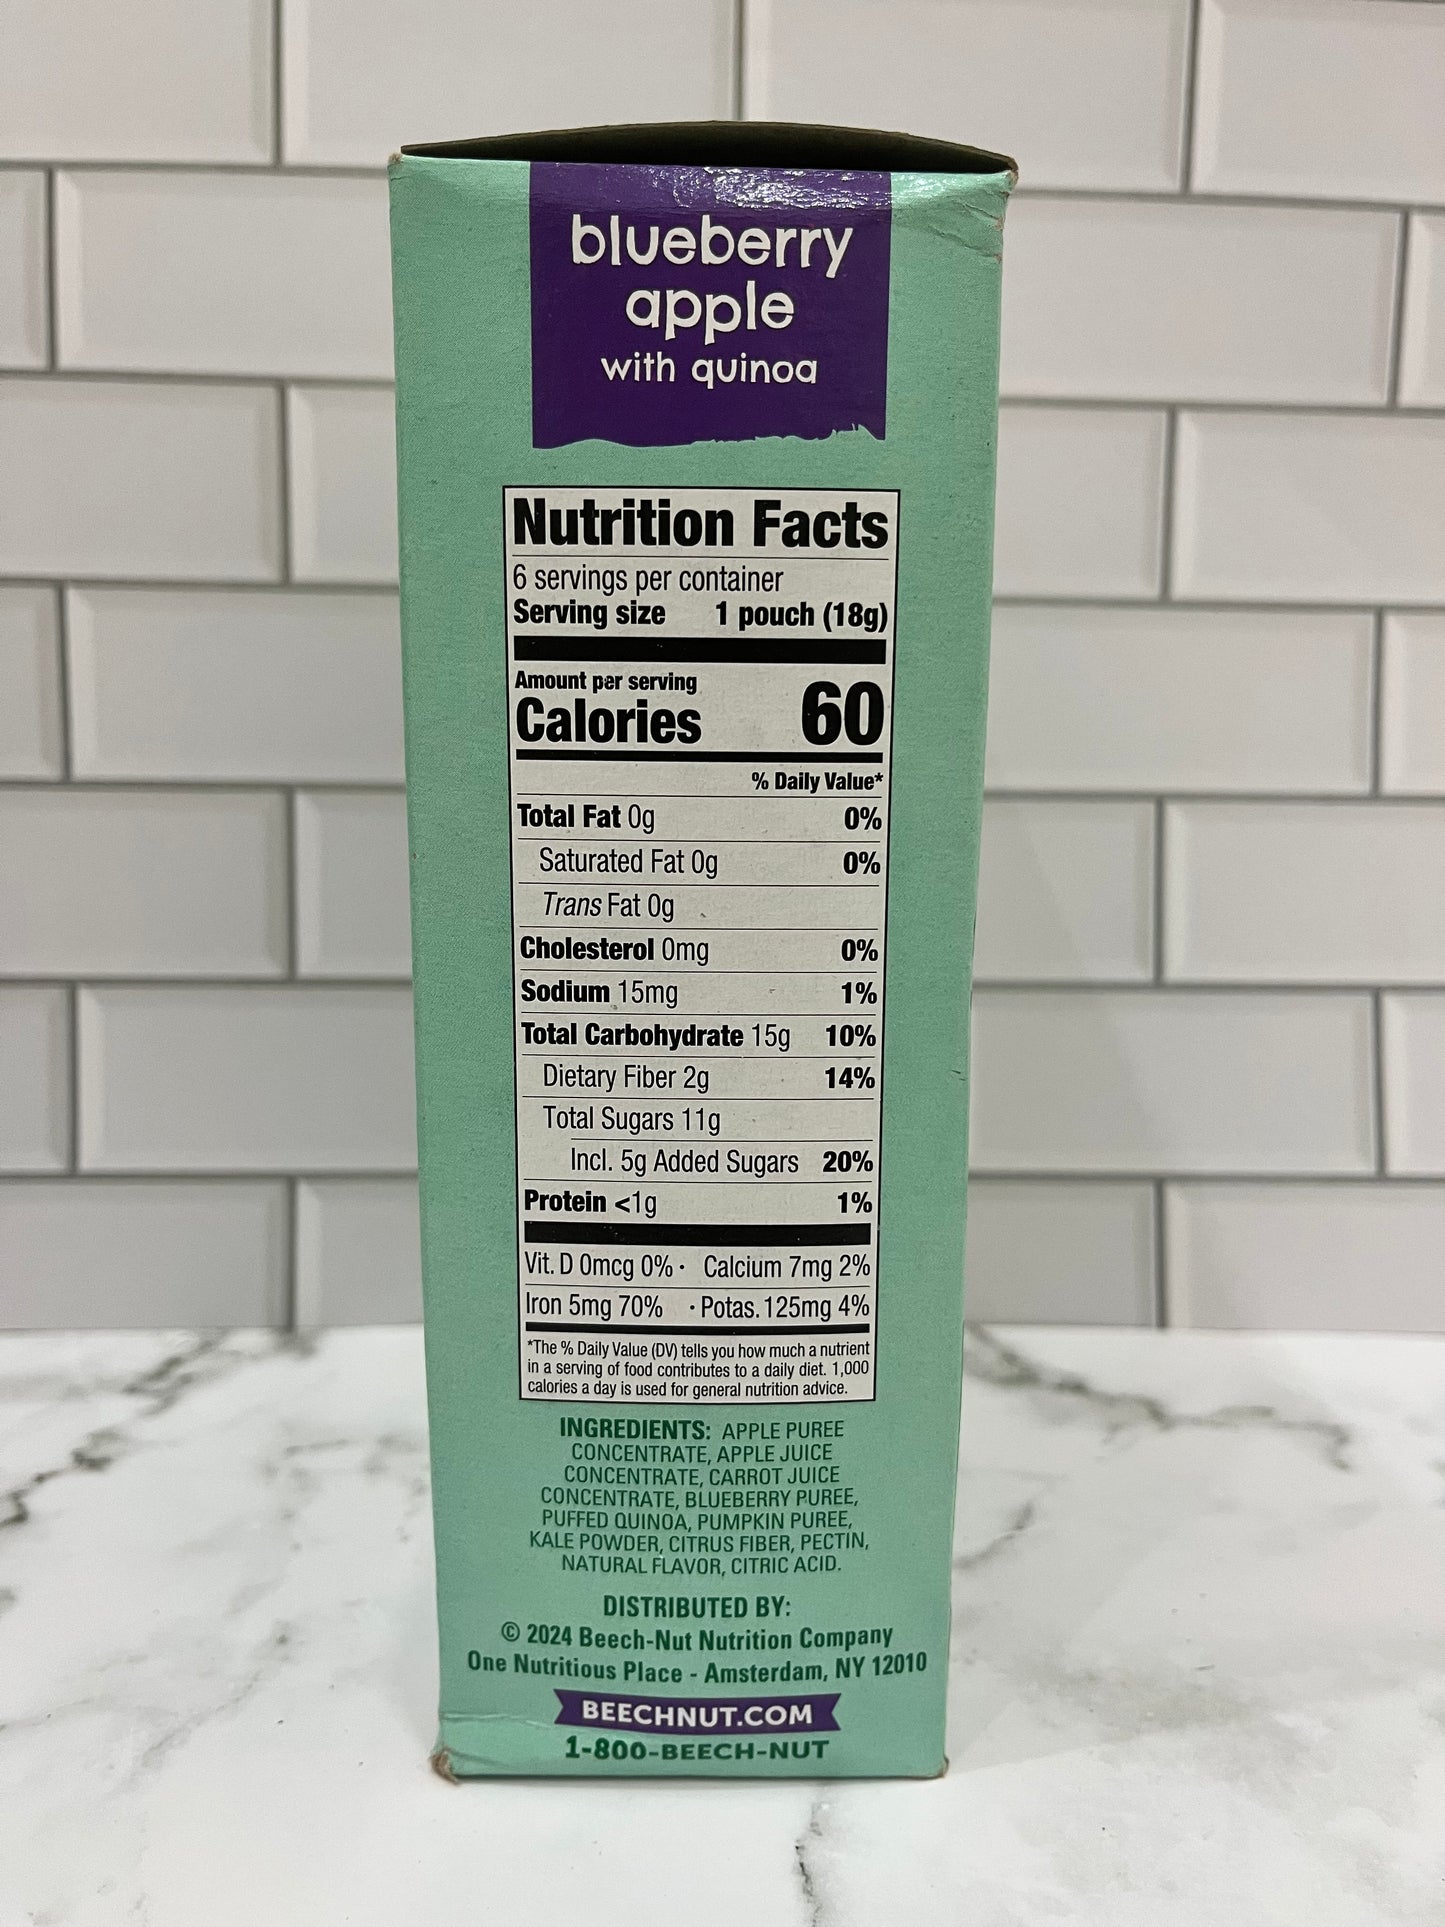 blueberry
apple
with quinoa
Nutrition Facts
6 servings per container
Serving size 1 pouch (18g)
Amount per serving
Calories 60
% Daily Value*
Total Fat 0g 0%
Saturated Fat 0g 0%
Trans Fat 0g
Cholesterol 0mg 0%
Sodium 15mg 1%
Total Carbohydrate 15g 10%
Dietary Fiber 2g 14%
Total Sugars 11g
Incl. 5g Added Sugars 20%
Protein <1g 1%
Vit. D 0mcg 0% · Calcium 7mg 2%
Iron 5mg 70% · Potas. 125mg 4%
*The % Daily Value (DV) tells you how much a nutrient
in a serving of food contributes to a daily diet. 1,000
calories a day is used for general nutrition advice.
INGREDIENTS: APPLE PUREE
CONCENTRATE, APPLE JUICE
CONCENTRATE, CARROT JUICE
CONCENTRATE, BLUEBERRY PUREE,
PUFFED QUINOA, PUMPKIN PUREE,
KALE POWDER, CITRUS FIBER, PECTIN,
NATURAL FLAVOR, CITRIC ACID.
DISTRIBUTED BY:
© 2024 Beech-Nut Nutrition Company
One Nutritious Place - Amsterdam, NY 12010
BEECHNUT.COM
1-800-BEECH-NUT